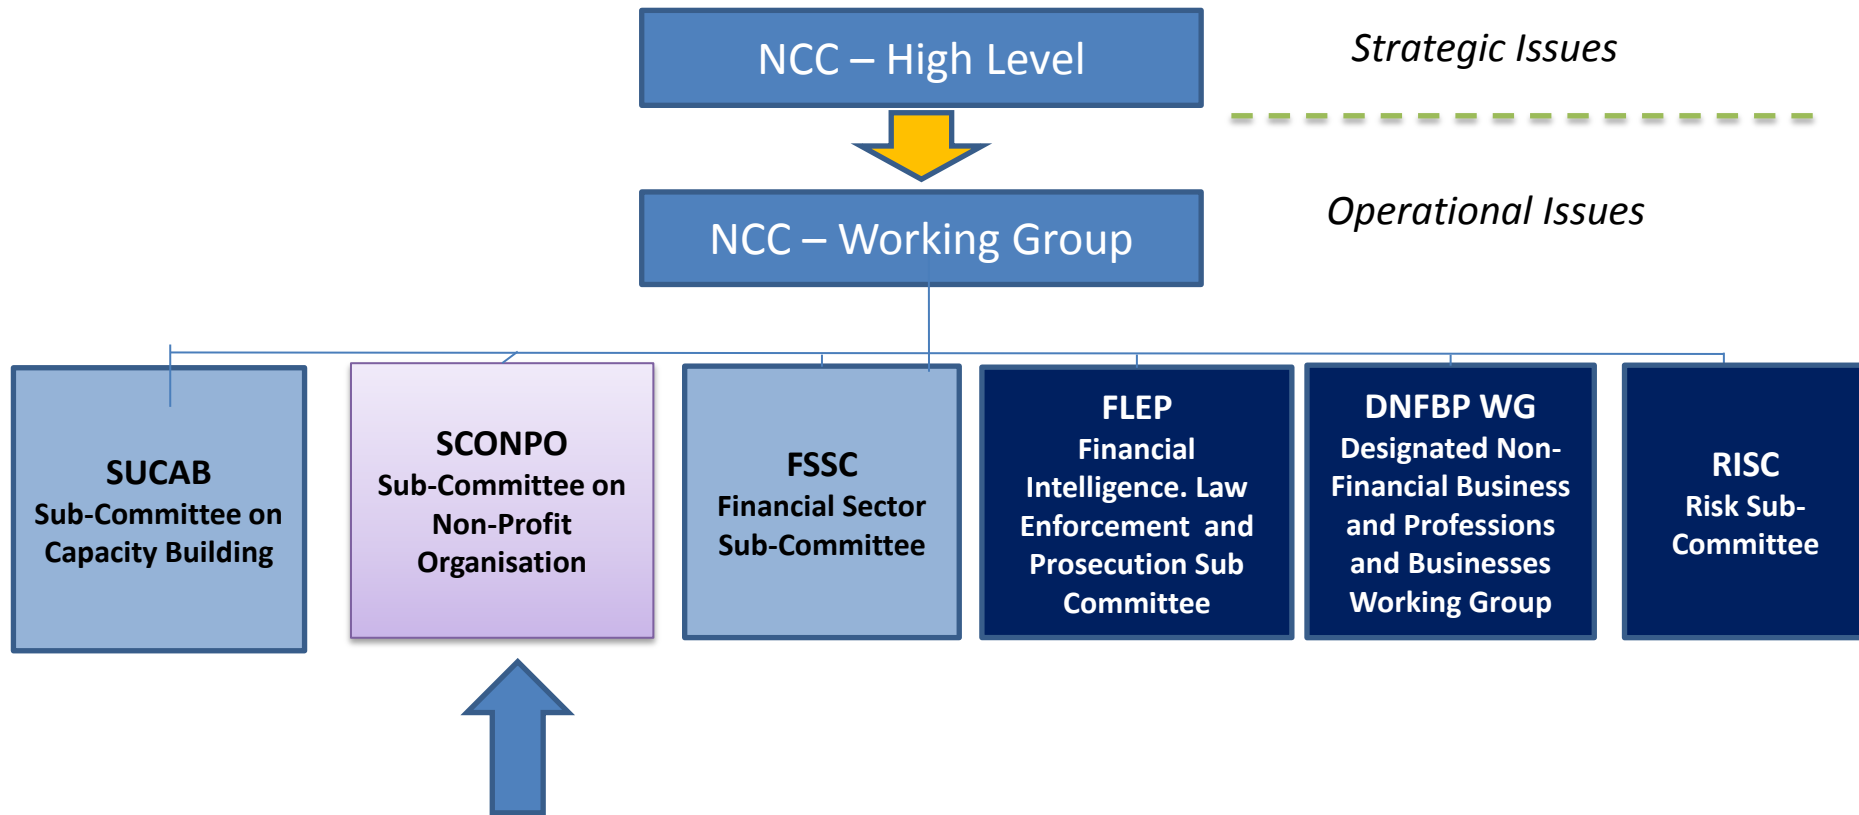 NCC – High Level
Strategic Issues
NCC – Working Group
Operational Issues
SUCAB
Sub-Committee on
Capacity Building
SCONPO
Sub-Committee on
Non-Profit
Organisation
FSSC
Financial Sector
Sub-Committee
FLEP
Financial
Intelligence. Law
Enforcement and
Prosecution Sub
Committee
DNFBP WG
Designated Non-
Financial Business
and Professions
and Businesses
Working Group
RISC
Risk Sub-
Committee